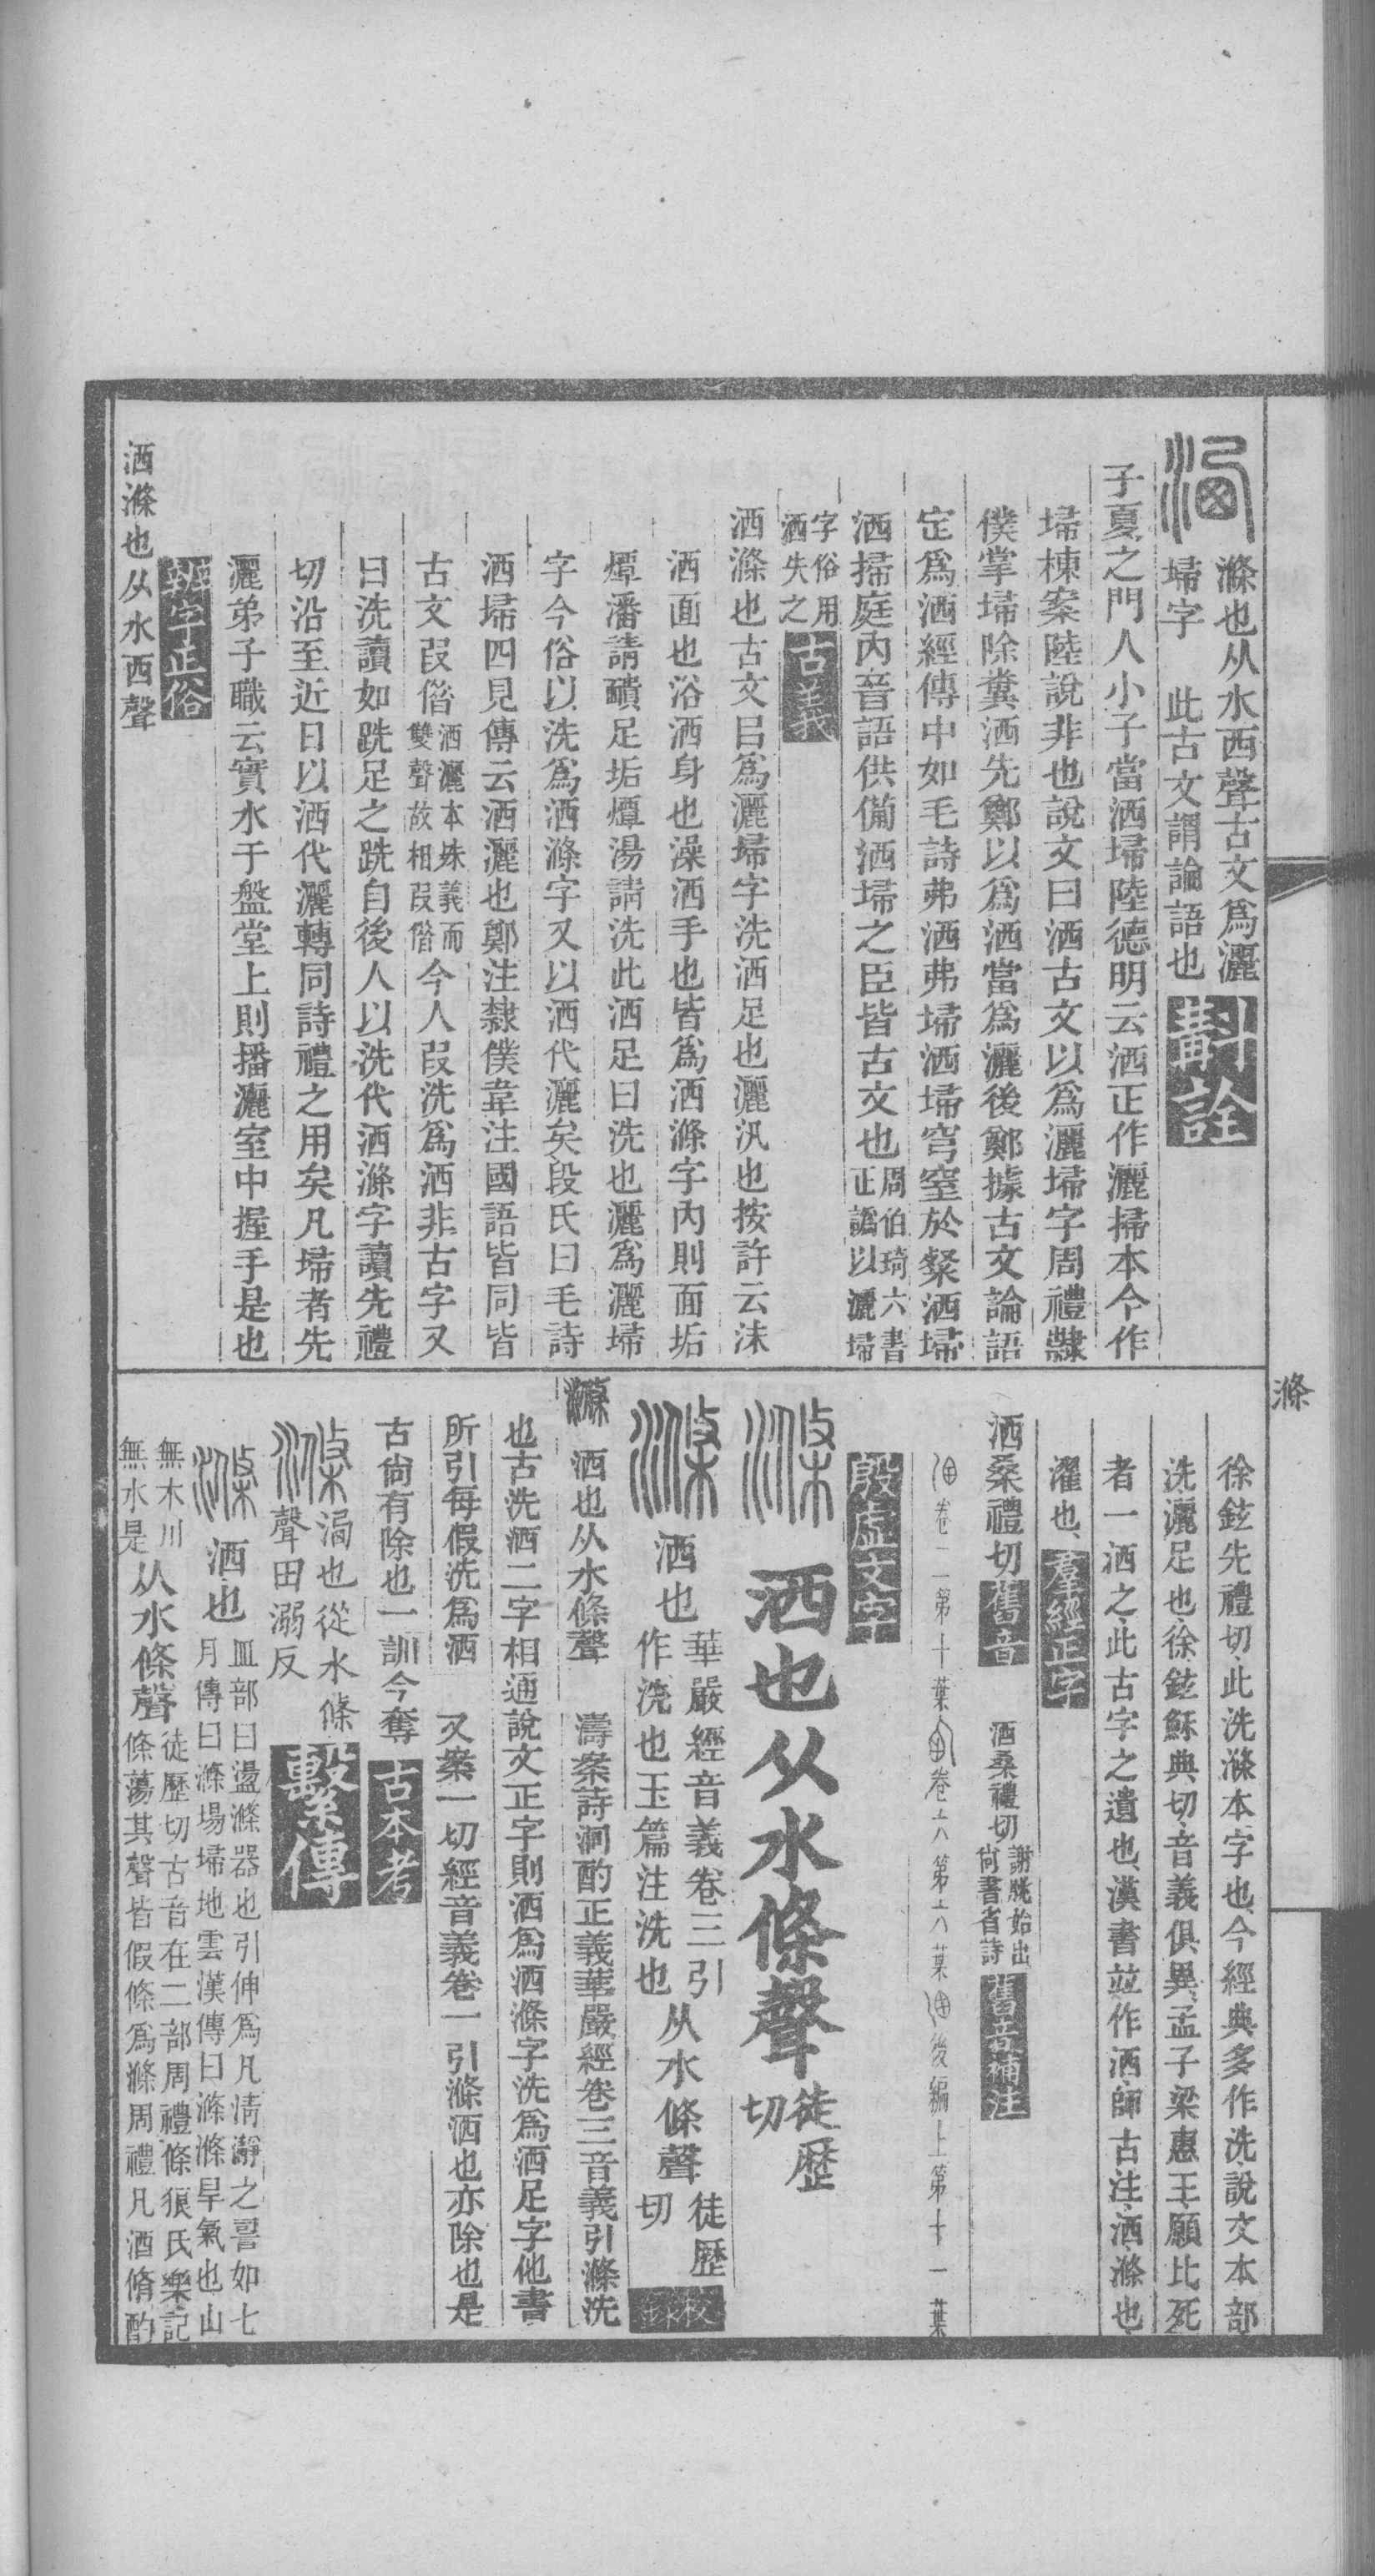 滌也从水西聲古文爲灑
埽字　此古文謂論語也
斠詮
子夏之門人小子當洒埽陸德明云洒正作灑掃本今作
埽棟案陸說非也說文曰洒古文以爲灑埽字周禮隸
僕掌埽除糞洒先鄭以爲洒當爲灑後鄭據古文論語
定爲洒經傳中如毛詩弗洒弗埽洒埽穹窒於粲洒埽
洒掃庭內晉語供備洒埽之臣皆古文也周伯琦六書
正譌以灑埽
字俗用
洒失之
古義
洒滌也古文㠯爲灑埽字洗洒足也灑汛也按許云沫
洒面也浴洒身也澡洒手也皆爲洒滌字內則面垢
燂潘請靧足垢燂湯請洗此洒足曰洗也灑爲灑埽
字今俗以洗爲洒滌字又以洒代灑矣段氏曰毛詩
洒埽四見傳云洒灑也鄭注隸僕韋注國語皆同皆
古文叚借洒灑本殊義而
雙聲故相叚借今人叚洗爲洒非古字又
曰洗讀如跣足之跣自後人以洗代洒滌字讀先禮
切沿至近日以洒代灑轉同詩禮之用矣凡埽者先
灑弟子職云實水于盤堂上則播灑室中握手是也
辨字正俗
洒滌也从水西聲
滌
徐鉉先禮切此洗滌本字也今經典多作洗說文本部
洗灑足也徐鉉穌典切音義俱異孟子梁惠王願比死
者一洒之此古字之遺也漢書竝作洒師古注洒滌也
濯也
羣經正字
洒桑禮切
舊音
洒桑禮切謝朓始出
尙書省詩
舊音補注
卷二第十葉
卷六第六葉
後編上第十一葉
殷虛文字
洒也从水條聲徒歷
切
洒也華嚴經音義卷三引
作洗也玉篇注洗也从水條聲徒歷
切
校錄
洒也从水條聲　濤案詩泂酌正義華嚴經卷三音義引滌洗
也古洗洒二字相通說文正字則洒爲洒滌字洗爲洒足字他書
所引每假洗爲洒　又案一切經音義卷二引滌洒也亦除也是
古尙有除也一訓今奪
古本考
滆也從水條
聲田溺反
繫傳
洒也皿部曰盪滌器也引伸爲凡淸瀞之䛐如七
月傳曰滌場埽地雲漢傳曰滌滌旱氣也山
無木川
無水是从水條聲徒歷切古音在三部周禮條狼氏樂記
條蕩其聲皆假條爲滌周禮凡酒脩酌